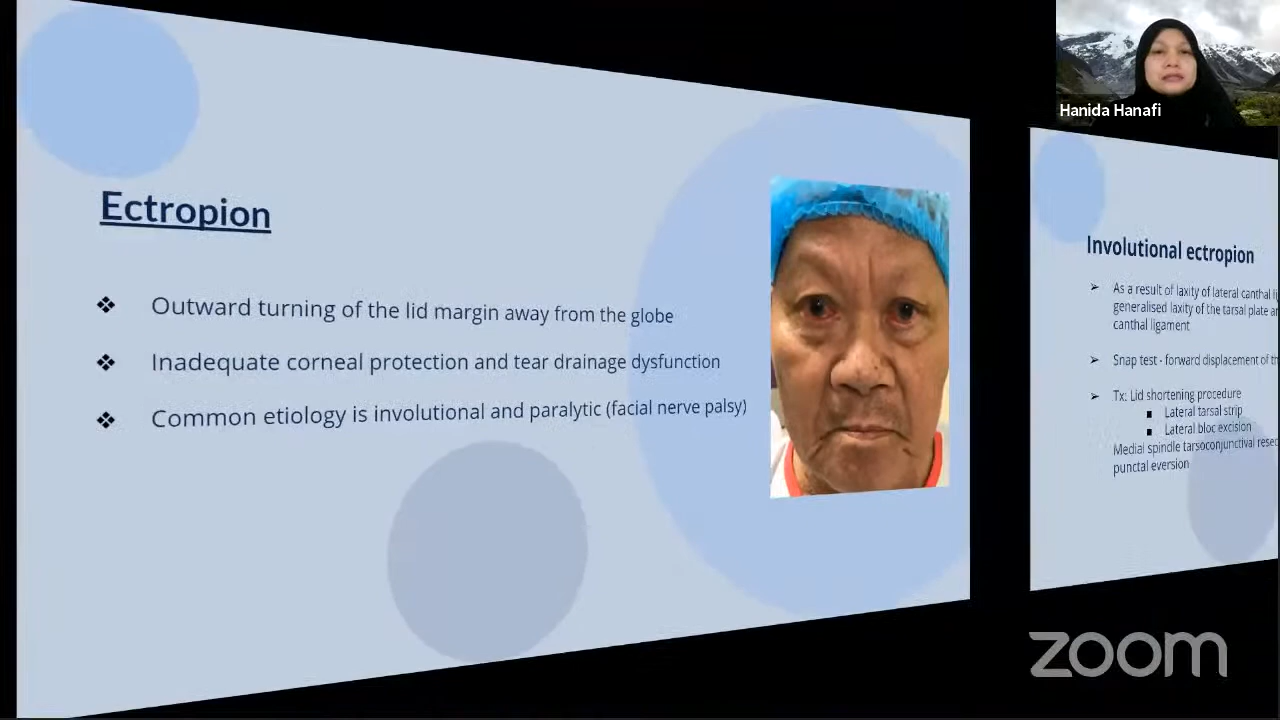 Ectropion
❖ Outward turning of the lid margin away from the globe
❖ Inadequate corneal protection and tear drainage dysfunction
❖ Common etiology is involutional and paralytic (facial nerve palsy)
Hanida Hanafi
Involutional ectropion
➢ As a result of laxity of lateral canthal
generalised laxity of the tarsal plate
canthal ligament
➢ Snap test - forward displacement of
➢ Tx: Lid shortening procedure
▪ Lateral tarsal strip
▪ Lateral bloc excision
Medial spindle tarsoconjunctival
punctal eversion
zoom